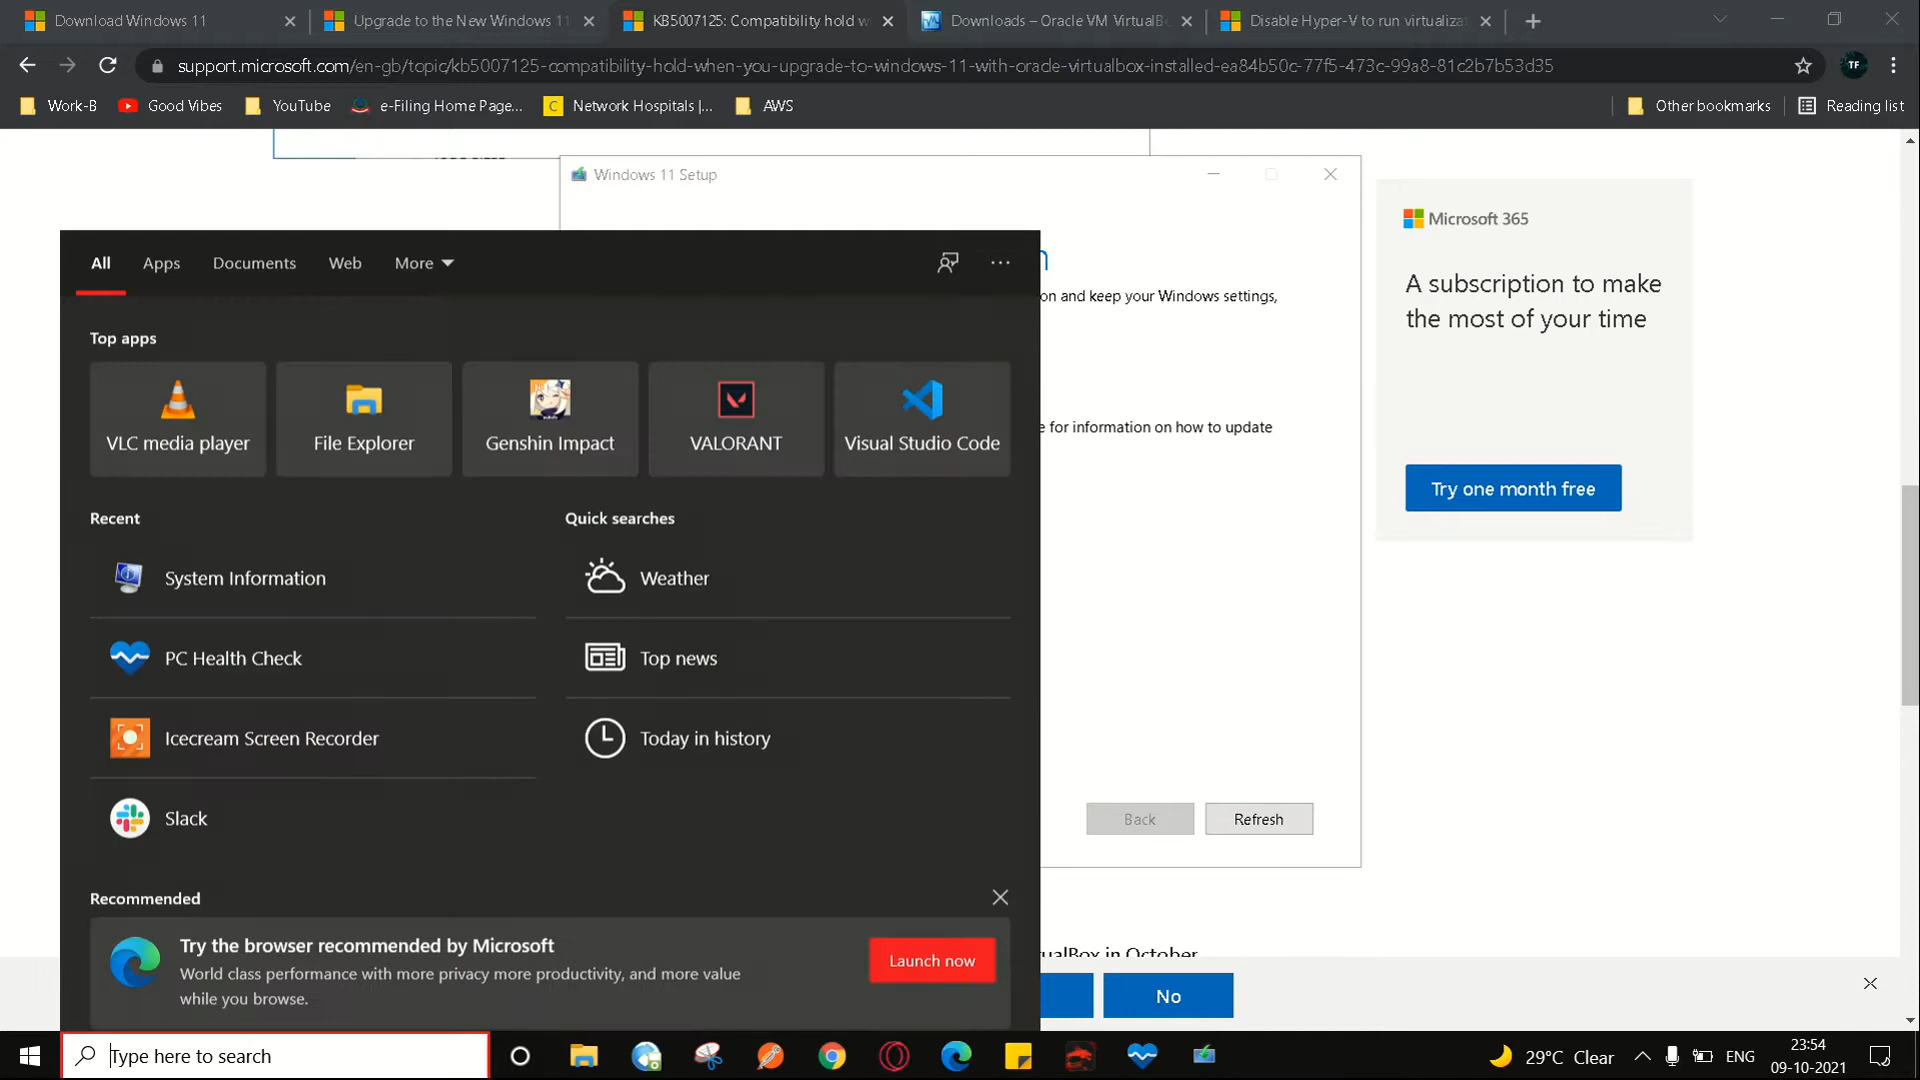 Download Windows 11
Upgrade to the New Windows 11
KB5007125: Compatibility hold w
Downloads – Oracle VM VirtualB
Disable Hyper-V to run virtualiza
support.microsoft.com/en-gb/topic/kb5007125-compatibility-hold-when-you-upgrade-to-windows-11-with-oracle-virtualbox-installed-ea84b50c-77f5-473c-99a8-81c2b7b53d35
TF
Work-B
Good Vibes
YouTube
e-Filing Home Page...
Network Hospitals |...
AWS
Other bookmarks
Reading list
Windows 11 Setup
on and keep your Windows settings,
e for information on how to update
Back
Refresh
Microsoft 365
A subscription to make
the most of your time
Try one month free
All
Apps
Documents
Web
More
Top apps
VLC media player
File Explorer
Genshin Impact
VALORANT
Visual Studio Code
Recent
Quick searches
System Information
Weather
PC Health Check
Top news
Icecream Screen Recorder
Today in history
Slack
Recommended
Try the browser recommended by Microsoft
World class performance with more privacy more productivity, and more value
while you browse.
Launch now
tualBox in October
No
Type here to search
29°C Clear
ENG
23:54
09-10-2021